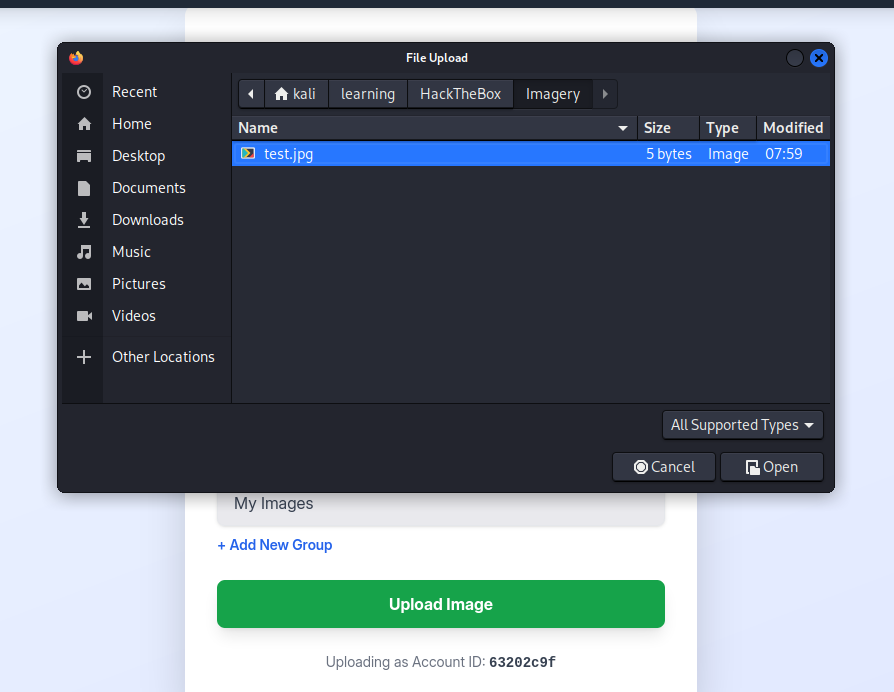 File Upload
Recent
Home
Desktop
Documents
Downloads
Music
Pictures
Videos
Other Locations
kali learning HackTheBox Imagery
Name Size Type Modified
test.jpg 5 bytes Image 07:59
All Supported Types
Cancel Open
My Images
+ Add New Group
Upload Image
Uploading as Account ID: 63202c9f